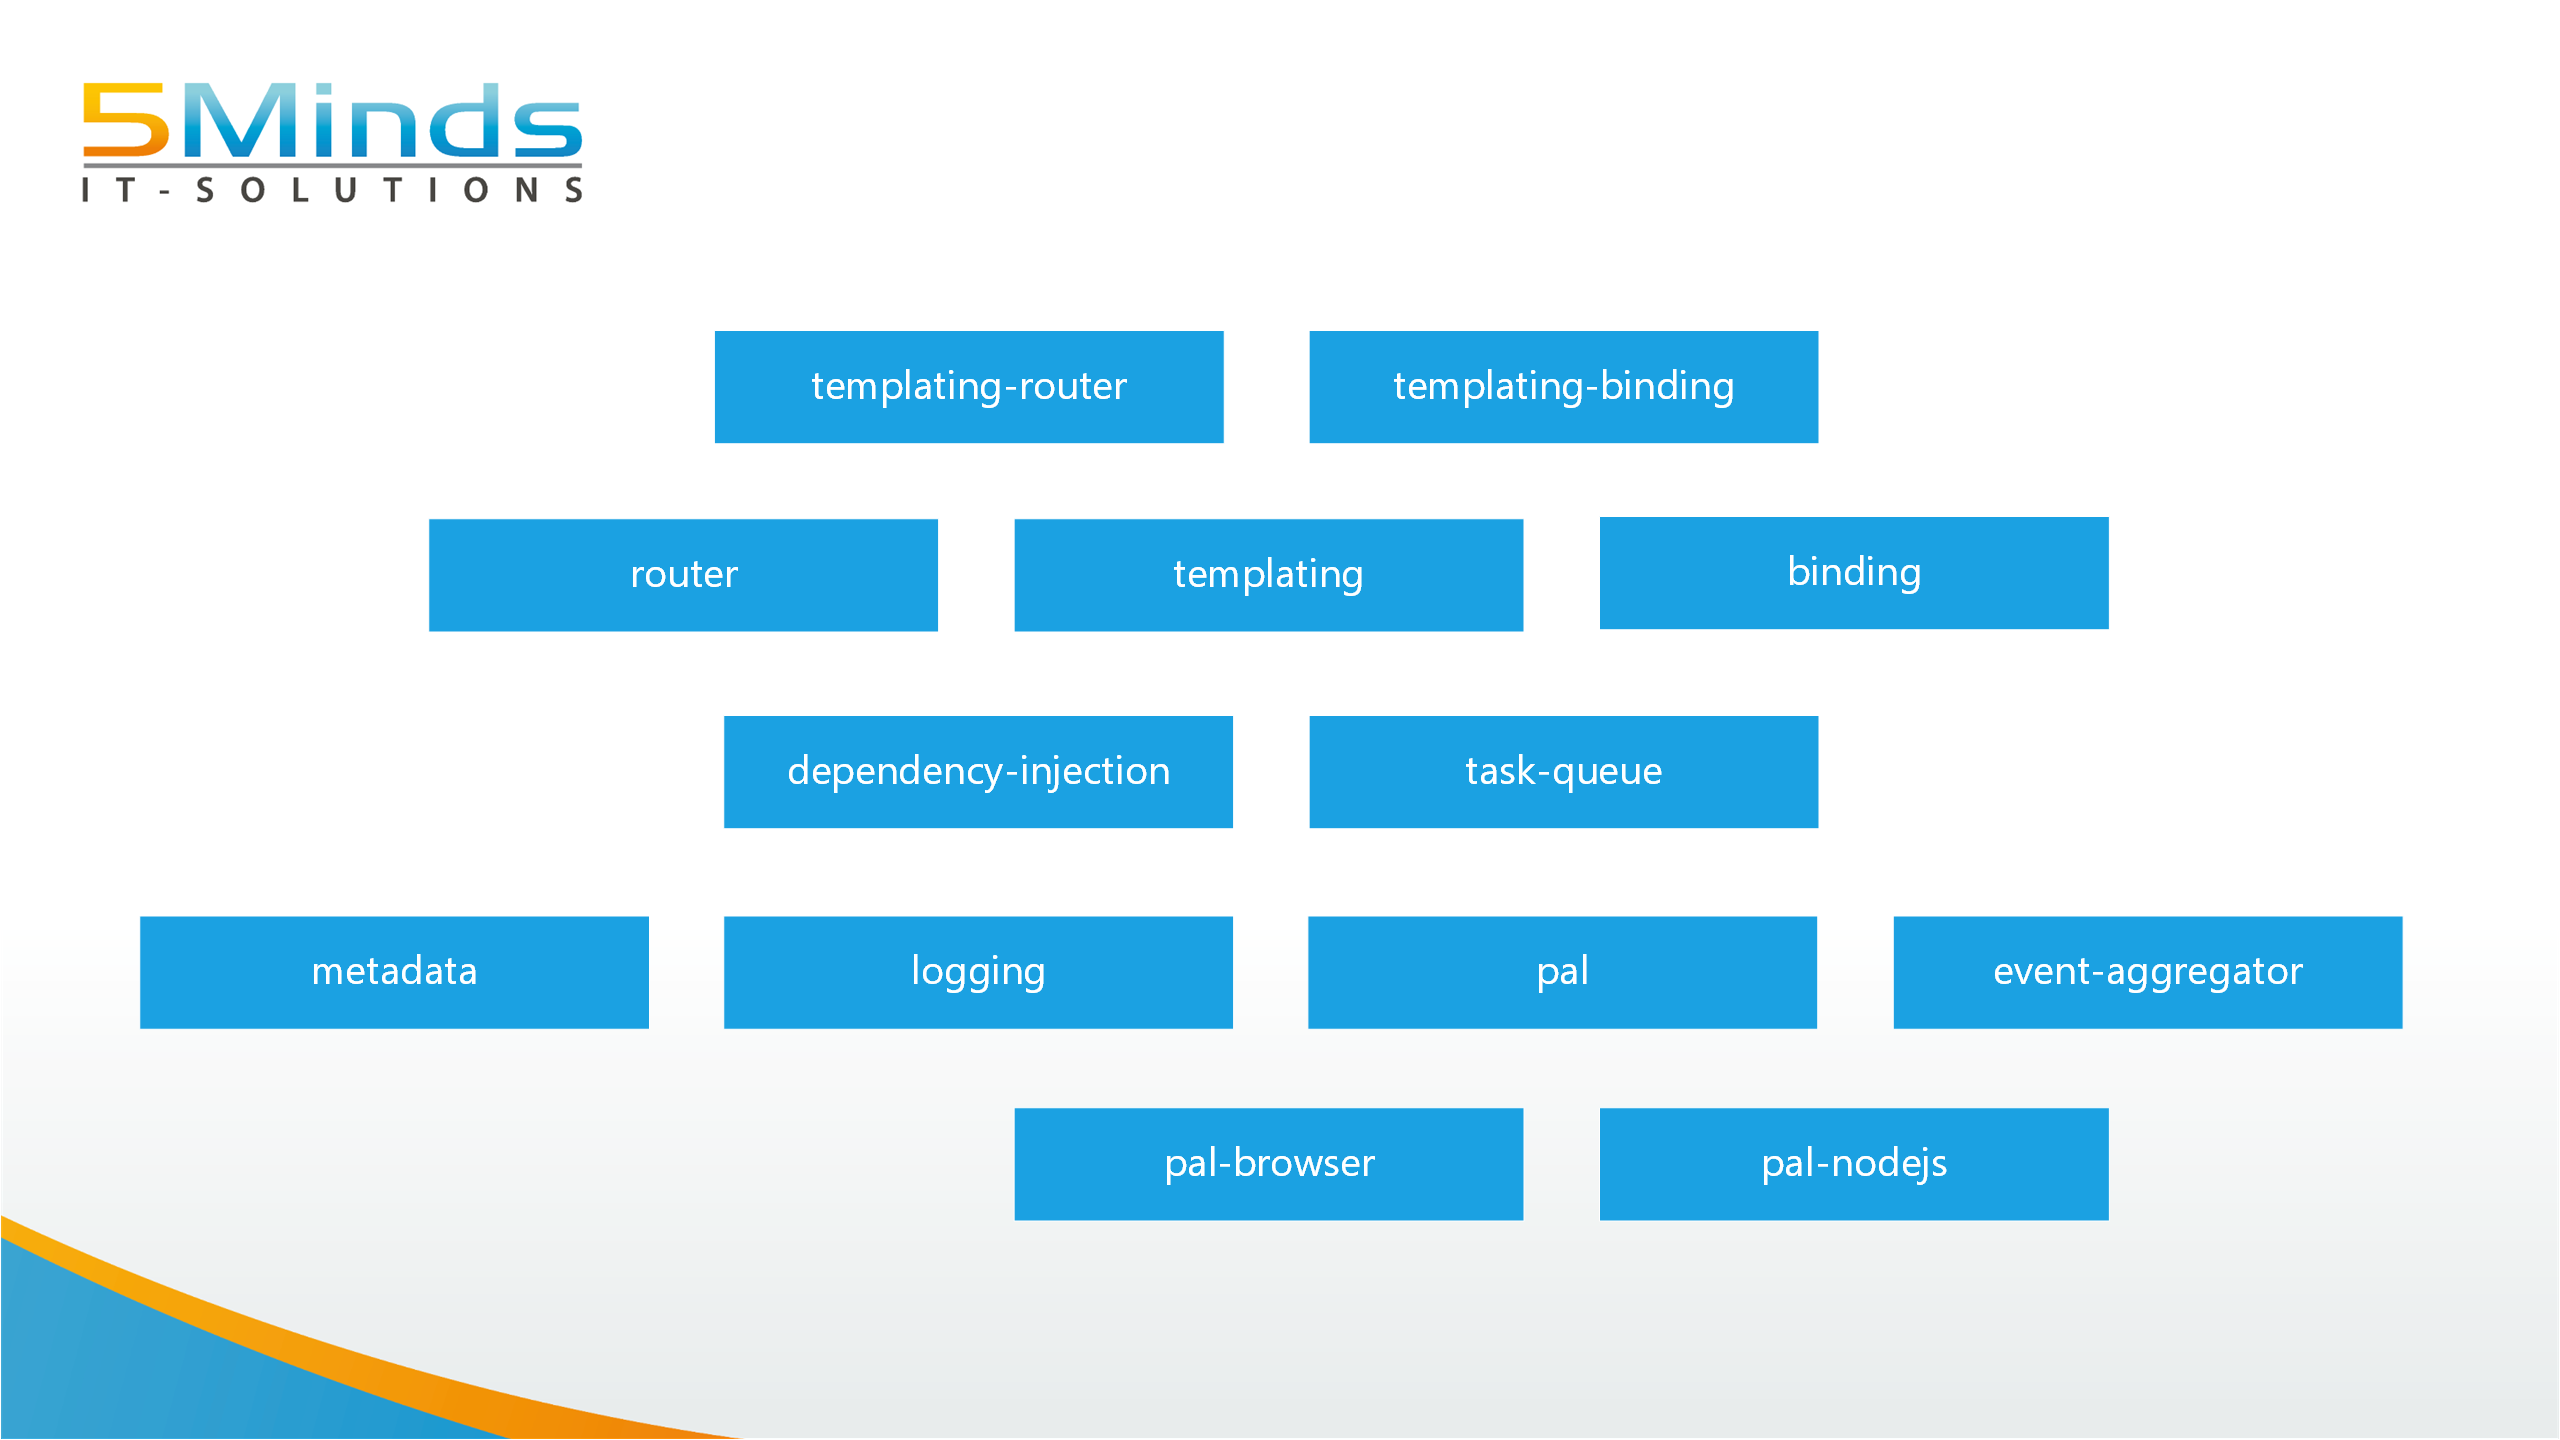 5Minds
IT-SOLUTIONS
templating-router
templating-binding
router
templating
binding
dependency-injection
task-queue
metadata
logging
pal
event-aggregator
pal-browser
pal-nodejs